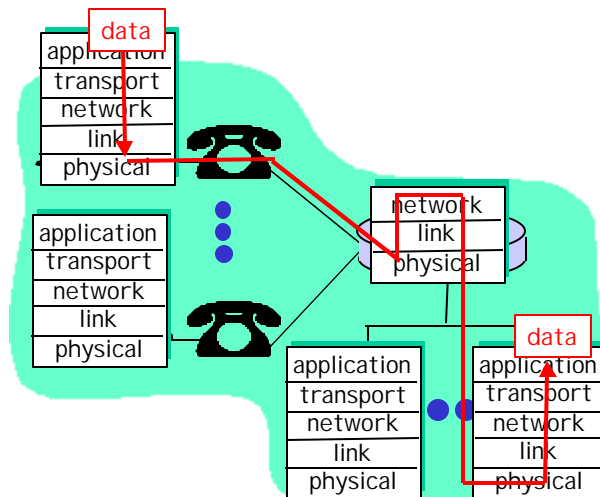 data
application
transport
network
link
physical
application
transport
network
link
physical
network
link
physical
application
transport
network
link
physical
data
application
transport
network
link
physical